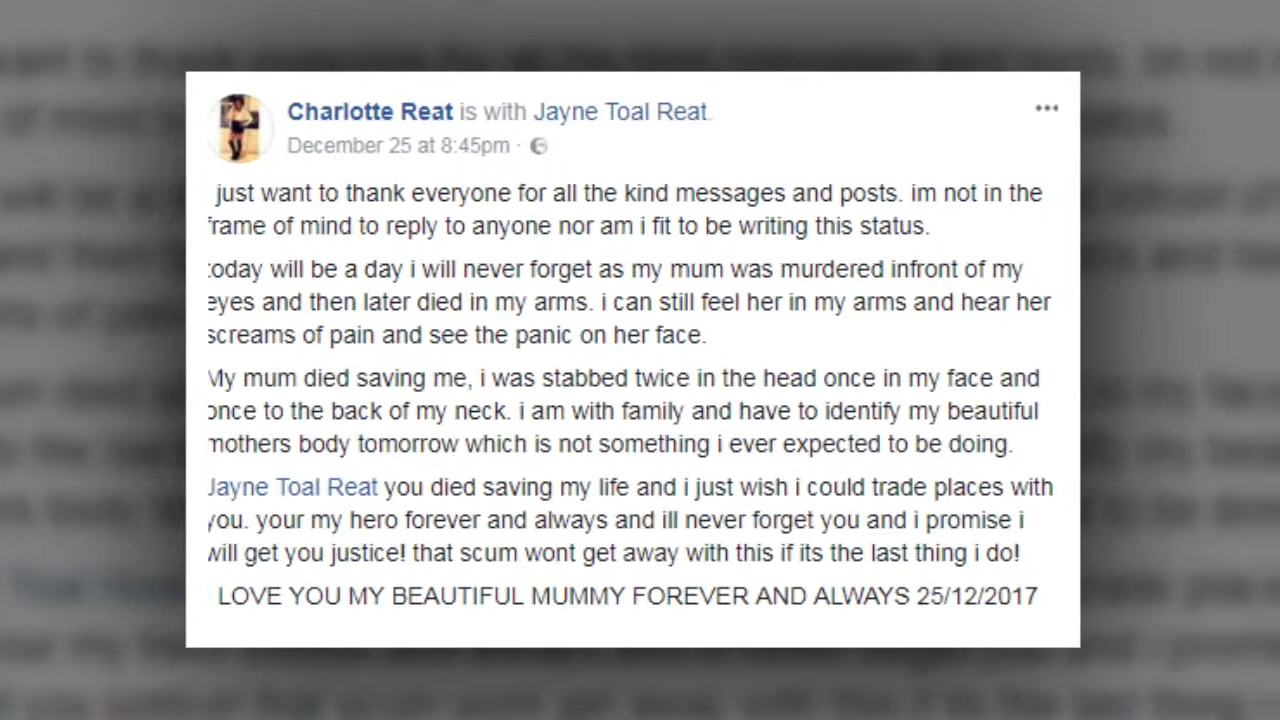 Charlotte Reat is with Jayne Toal Reat.
December 25 at 8:45pm ·
just want to thank everyone for all the kind messages and posts. im not in the
frame of mind to reply to anyone nor am i fit to be writing this status.
today will be a day i will never forget as my mum was murdered infront of my
eyes and then later died in my arms. i can still feel her in my arms and hear her
screams of pain and see the panic on her face.
My mum died saving me, i was stabbed twice in the head once in my face and
once to the back of my neck. i am with family and have to identify my beautiful
mothers body tomorrow which is not something i ever expected to be doing.
Jayne Toal Reat you died saving my life and i just wish i could trade places with
you. your my hero forever and always and ill never forget you and i promise i
will get you justice! that scum wont get away with this if its the last thing i do!
LOVE YOU MY BEAUTIFUL MUMMY FOREVER AND ALWAYS 25/12/2017